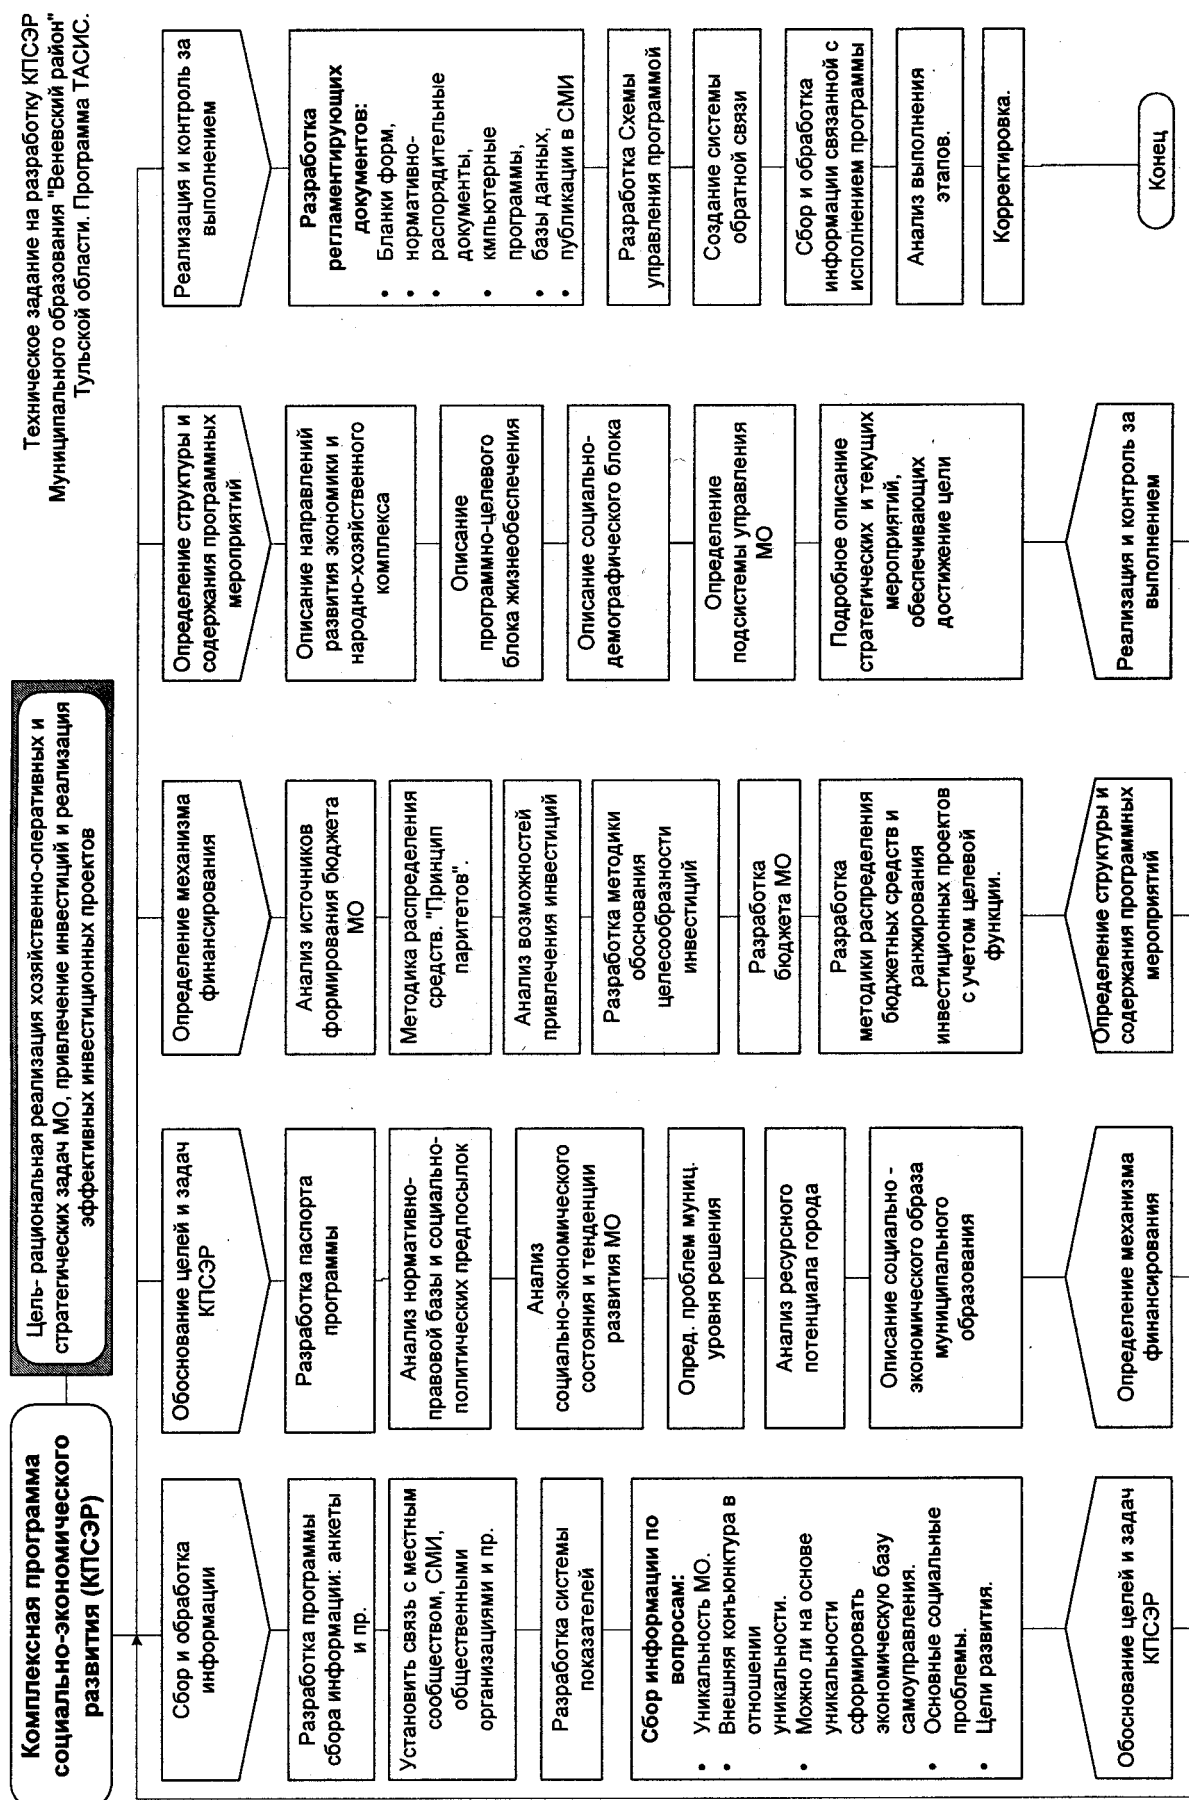 Техническое задание на разработку КПСЭР
Муниципального образования "Веневский район"
Тульской области. Программа ТАСИС.
Комплексная программа
социально-экономического
развития (КПСЭР)
Цель- рациональная реализация хозяйственно-оперативных и
стратегических задач МО, привлечение инвестиций и реализация
эффективных инвестиционных проектов
Сбор и обработка
информации
Разработка программы
сбора информации: анкеты
и пр.
Установить связь с местным
сообществом, СМИ,
общественными
организациями и пр.
Разработка системы
показателей
Сбор информации по
вопросам:
• Уникальность МО.
• Внешняя конъюнктура в
отношении
уникальности.
• Можно ли на основе
уникальности
сформировать
экономическую базу
самоуправления.
• Основные социальные
проблемы.
• Цели развития.
Обоснование целей и задач
КПСЭР
Обоснование целей и задач
КПСЭР
Разработка паспорта
программы
Анализ нормативно-
правовой базы и социально-
политических предпосылок
Анализ
социально-экономического
состояния и тенденции
развития МО
Опред. проблем муниц.
уровня решения
Анализ ресурсного
потенциала города
Описание социально -
экономического образа
муниципального
образования
Определение механизма
финансирования
Определение механизма
финансирования
Анализ источников
формирования бюджета
МО
Методика распределения
средств. "Принцип
паритетов".
Анализ возможностей
привлечения инвестиций
Разработка методики
обоснования
целесообразности
инвестиций
Разработка
бюджета МО
Разработка
методики распределения
бюджетных средств и
ранжирования
инвестиционных проектов
с учетом целевой
функции.
Определение структуры и
содержания программных
мероприятий
Определение структуры и
содержания программных
мероприятий
Описание направлений
развития экономики и
народно-хозяйственного
комплекса
Описание
программно-целевого
блока жизнеобеспечения
Описание социально-
демографического блока
Определение
подсистемы управления
МО
Подробное описание
стратегических и текущих
мероприятий,
обеспечивающих
достижение цели
Реализация и контроль за
выполнением
Реализация и контроль за
выполнением
Разработка
регламентирующих
документов:
• Бланки форм,
нормативно-
• распорядительные
документы,
• кмпьютерные
программы,
• базы данных,
• публикации в СМИ
Разработка Схемы
управления программой
Создание системы
обратной связи
Сбор и обработка
информации связанной с
исполнением программы
Анализ выполнения
этапов.
Корректировка.
Конец